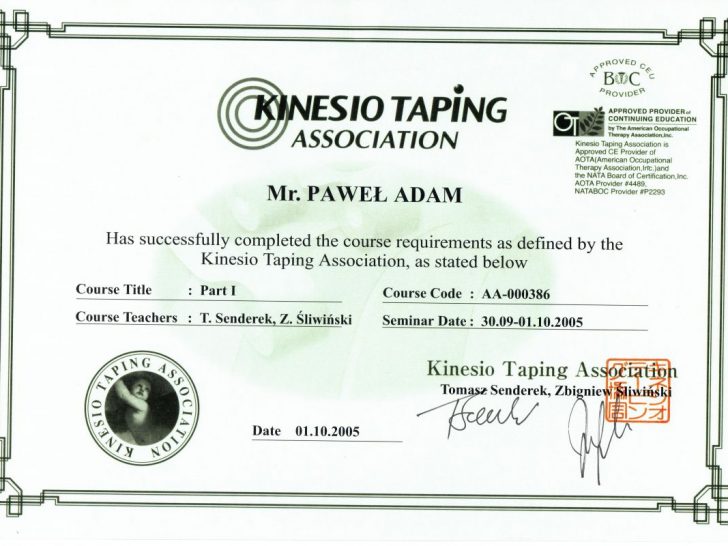 APPROVED CEU
BOC
PROVIDER
KINESIO TAPING
ASSOCIATION
OT
APPROVED PROVIDER of
CONTINUING EDUCATION
by The American Occupational
Therapy Association, Inc.
Kinesio Taping Association is
Approved CE Provider of
AOTA(American Occupational
Therapy Association, Inc.)and
the NATA Board of Certification,Inc.
AOTA Provider #4489,
NATABOC Provider #P2293
Mr. PAWEŁ ADAM
Has successfully completed the course requirements as defined by the
Kinesio Taping Association, as stated below
Course Title : Part I
Course Code : AA-000386
Course Teachers : T. Senderek, Z. Śliwiński
Seminar Date : 30.09-01.10.2005
KINESIO TAPING ASSOCIATION
Kinesio Taping Association
Tomasz Senderek, Zbigniew Śliwiński
Date 01.10.2005